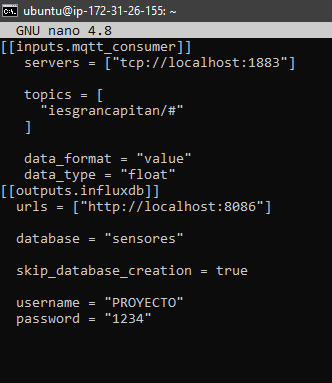 ubuntu@ip-172-31-26-155: ~
GNU nano 4.8
[[inputs.mqtt_consumer]]
servers = ["tcp://localhost:1883"]
topics = [
"iesgrancapitan/#"
]
data_format = "value"
data_type = "float"
[[outputs.influxdb]]
urls = ["http://localhost:8086"]
database = "sensores"
skip_database_creation = true
username = "PROYECTO"
password = "1234"